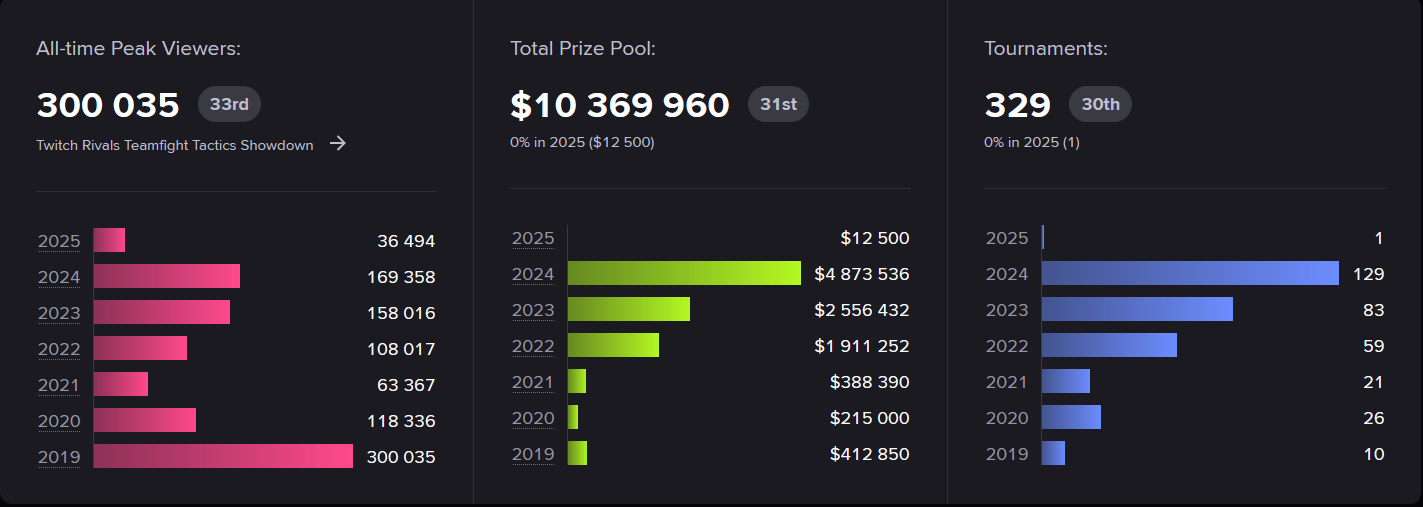 All-time Peak Viewers:
300 035 33rd
Twitch Rivals Teamfight Tactics Showdown →
2025 36 494
2024 169 358
2023 158 016
2022 108 017
2021 63 367
2020 118 336
2019 300 035
Total Prize Pool:
$10 369 960 31st
0% in 2025 ($12 500)
2025 $12 500
2024 $4 873 536
2023 $2 556 432
2022 $1 911 252
2021 $388 390
2020 $215 000
2019 $412 850
Tournaments:
329 30th
0% in 2025 (1)
2025 1
2024 129
2023 83
2022 59
2021 21
2020 26
2019 10